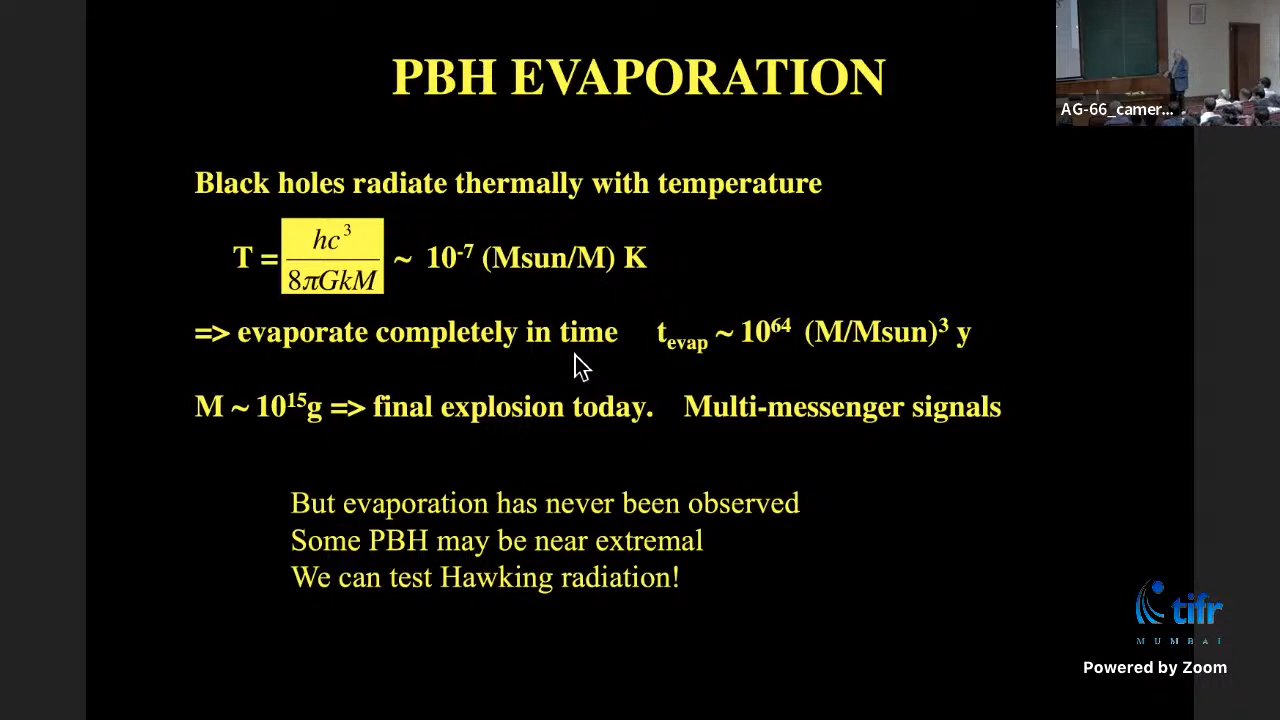 PBH EVAPORATION
AG-66_camer...
Black holes radiate thermally with temperature
T = hc³ / 8πGkM ~ 10⁻⁷ (Msun/M) K
=> evaporate completely in time t_evap ~ 10⁶⁴ (M/Msun)³ y
M ~ 10¹⁵g => final explosion today. Multi-messenger signals
But evaporation has never been observed
Some PBH may be near extremal
We can test Hawking radiation!
tifr
MUMBAI
Powered by Zoom